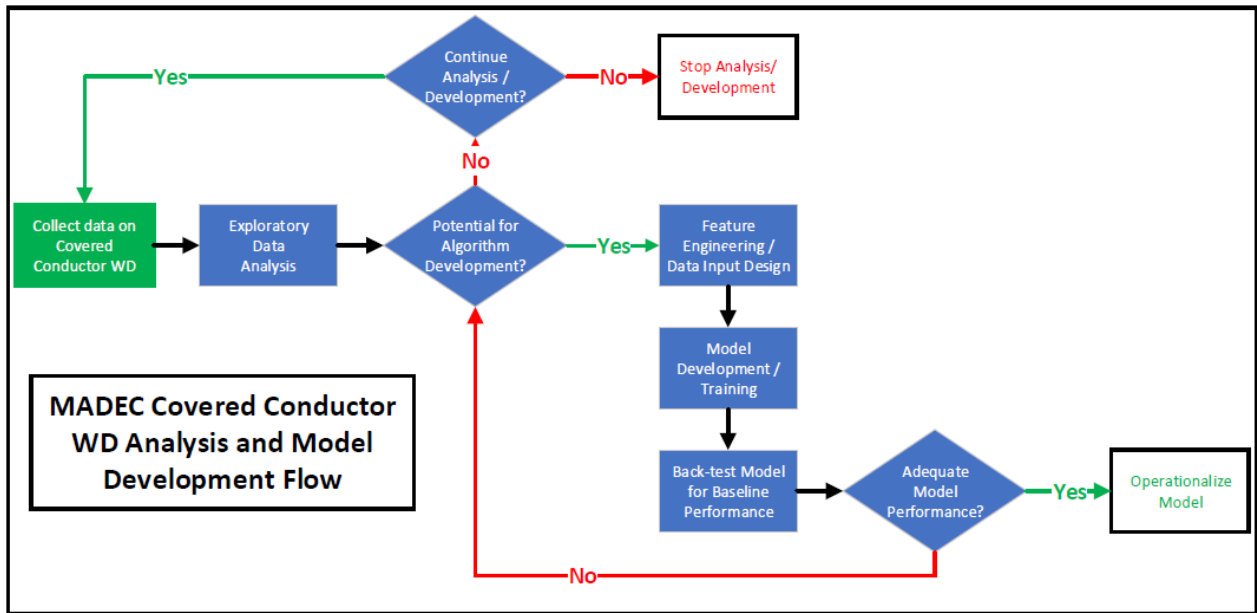 Continue
Analysis /
Development?
Yes
No
Stop Analysis/
Development
No
Collect data on
Covered
Conductor WD
Exploratory
Data
Analysis
Potential for
Algorithm
Development?
Yes
Feature
Engineering /
Data Input Design
Model
Development /
Training
MADEC Covered Conductor
WD Analysis and Model
Development Flow
Back-test Model
for Baseline
Performance
Adequate
Model
Performance?
Yes
Operationalize
Model
No